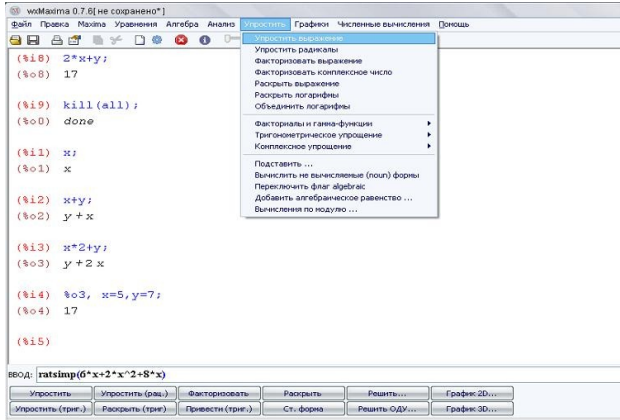 wxMaxima 0.7.6[ не сохранено* ]
Файл Правка Maxima Уравнения Алгебра Анализ Упростить Графики Численные вычисления Помощь
Упростить выражение
Упростить радикалы
Факторизовать выражение
Факторизовать комплексное число
Раскрыть выражение
Раскрыть логарифмы
Объединить логарифмы
Факториалы и гамма-функции
Тригонометрическое упрощение
Комплексное упрощение
Подставить ...
Вычислить не вычисляемые (noun) формы
Переключить флаг algebraic
Добавить алгебраическое равенство ...
Вычисления по модулю ...
(%i8) 2*x+y;
(%o8) 17
(%i9) kill(all);
(%o0) done
(%i1) x;
(%o1) x
(%i2) x+y;
(%o2) y + x
(%i3) x*2+y;
(%o3) y + 2 x
(%i4) %o3, x=5,y=7;
(%o4) 17
(%i5)
ВВОД: ratsimp(6*x+2*x^2+8*x)
Упростить Упростить (рац.) Факторизовать Раскрыть Решить... График 2D...
Упростить (триг.) Раскрыть (триг) Привести (триг.) Ст. форма Решить ОДУ... График 3D...